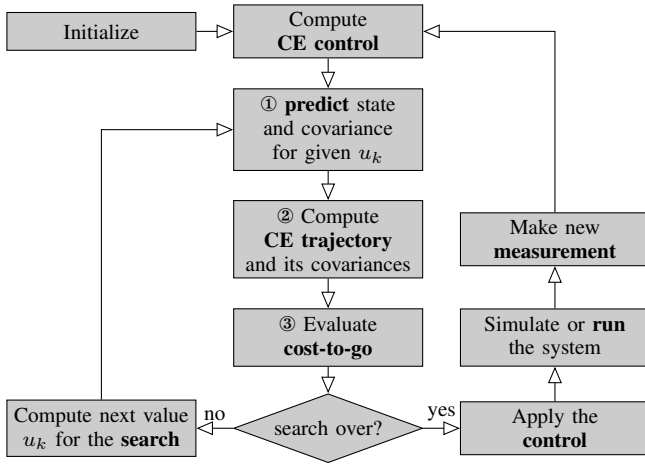 Initialize
Compute
CE control
① predict state
and covariance
for given u_k
② Compute
CE trajectory
and its covariances
③ Evaluate
cost-to-go
search over?
no
yes
Compute next value
u_k for the search
Apply the
control
Simulate or run
the system
Make new
measurement